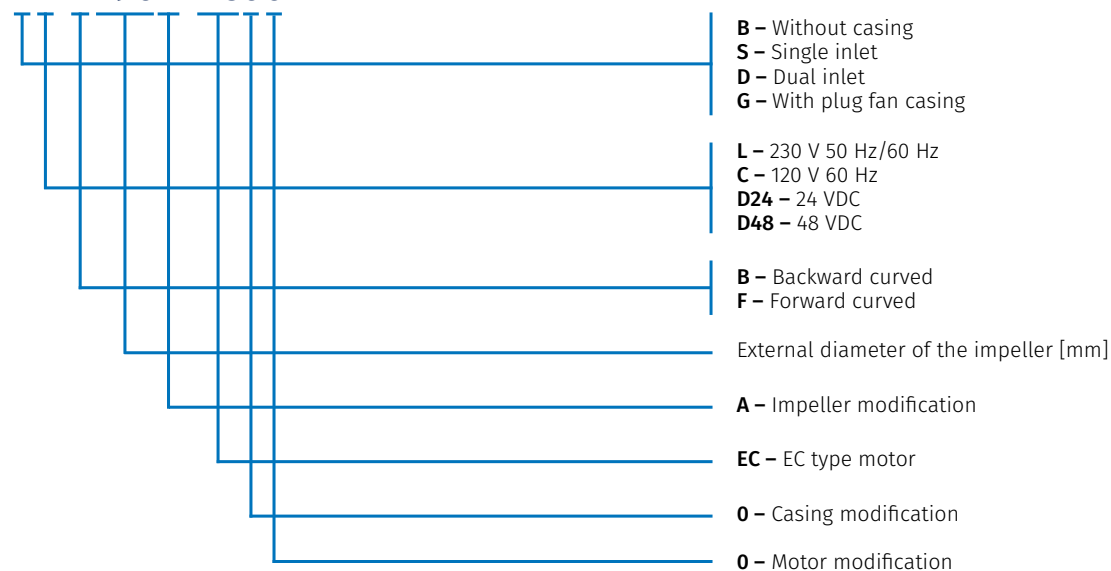 B – Without casing
S – Single inlet
D – Dual inlet
G – With plug fan casing
L – 230 V 50 Hz/60 Hz
C – 120 V 60 Hz
D24 – 24 VDC
D48 – 48 VDC
B – Backward curved
F – Forward curved
External diameter of the impeller [mm]
A – Impeller modification
EC – EC type motor
0 – Casing modification
0 – Motor modification